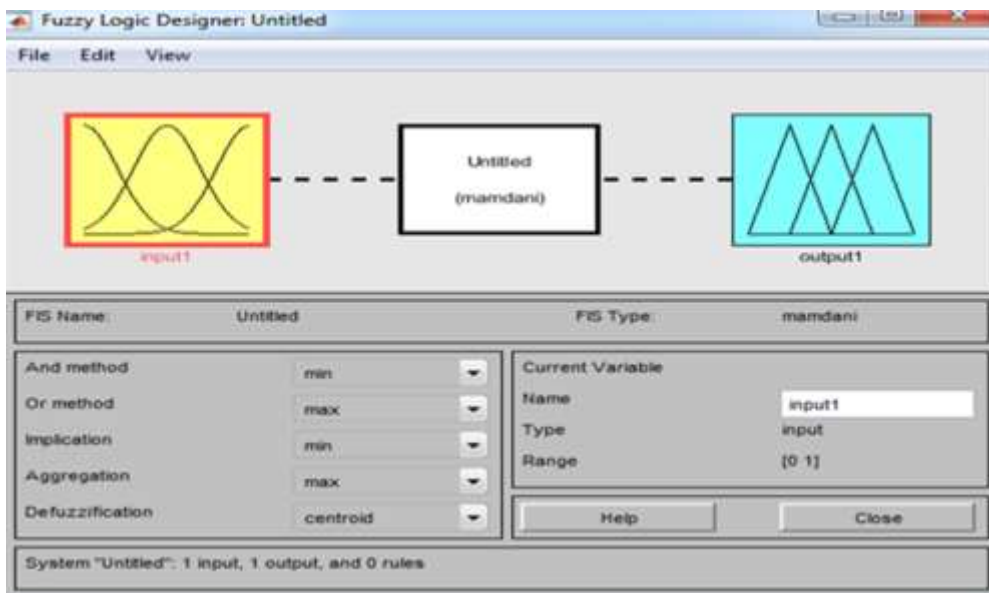 Fuzzy Logic Designer: Untitled
File Edit View
Untitled
(mamdani)
input1
output1
FIS Name: Untitled FIS Type: mamdani
And method min
Or method max
Implication min
Aggregation max
Defuzzification centroid
Current Variable
Name input1
Type input
Range [0 1]
Help Close
System "Untitled": 1 input, 1 output, and 0 rules